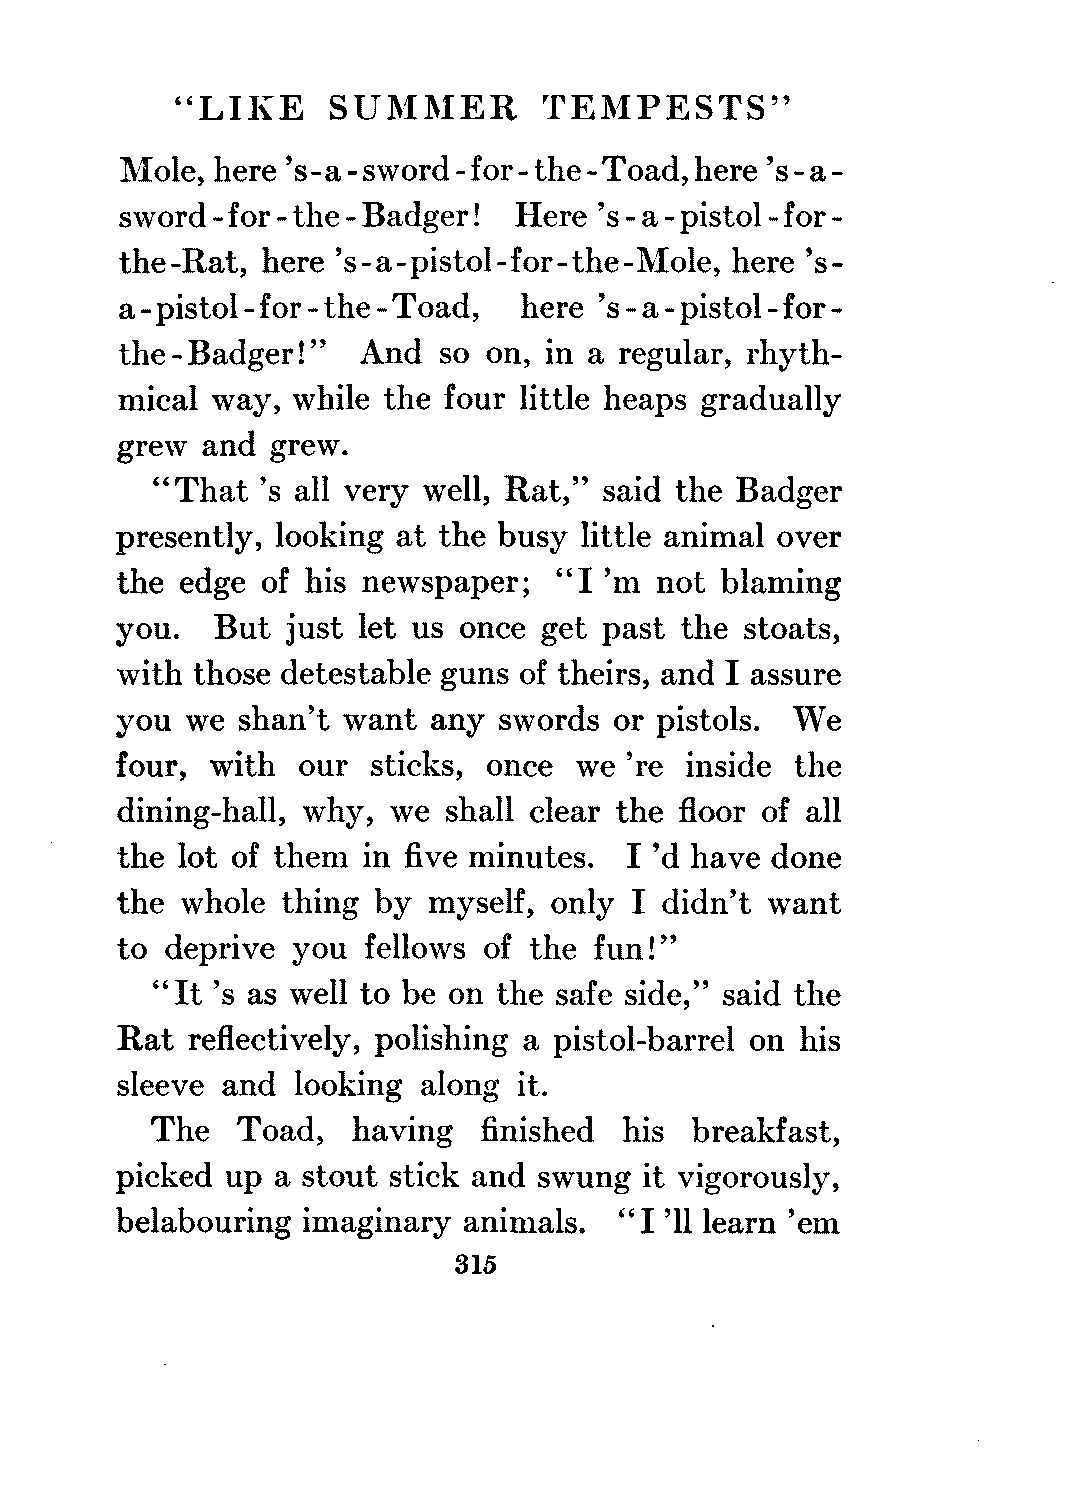 “LIKE SUMMER TEMPESTS”
Mole, here ’s-a-sword-for-the-Toad, here ’s-a-
sword-for-the-Badger! Here ’s-a-pistol-for-
the-Rat, here ’s-a-pistol-for-the-Mole, here ’s-
a-pistol-for-the-Toad, here ’s-a-pistol-for-
the-Badger!” And so on, in a regular, rhyth-
mical way, while the four little heaps gradually
grew and grew.
“That ’s all very well, Rat,” said the Badger
presently, looking at the busy little animal over
the edge of his newspaper; “I ’m not blaming
you. But just let us once get past the stoats,
with those detestable guns of theirs, and I assure
you we shan’t want any swords or pistols. We
four, with our sticks, once we ’re inside the
dining-hall, why, we shall clear the floor of all
the lot of them in five minutes. I ’d have done
the whole thing by myself, only I didn’t want
to deprive you fellows of the fun!”
“It ’s as well to be on the safe side,” said the
Rat reflectively, polishing a pistol-barrel on his
sleeve and looking along it.
The Toad, having finished his breakfast,
picked up a stout stick and swung it vigorously,
belabouring imaginary animals. “I ’ll learn ’em
315